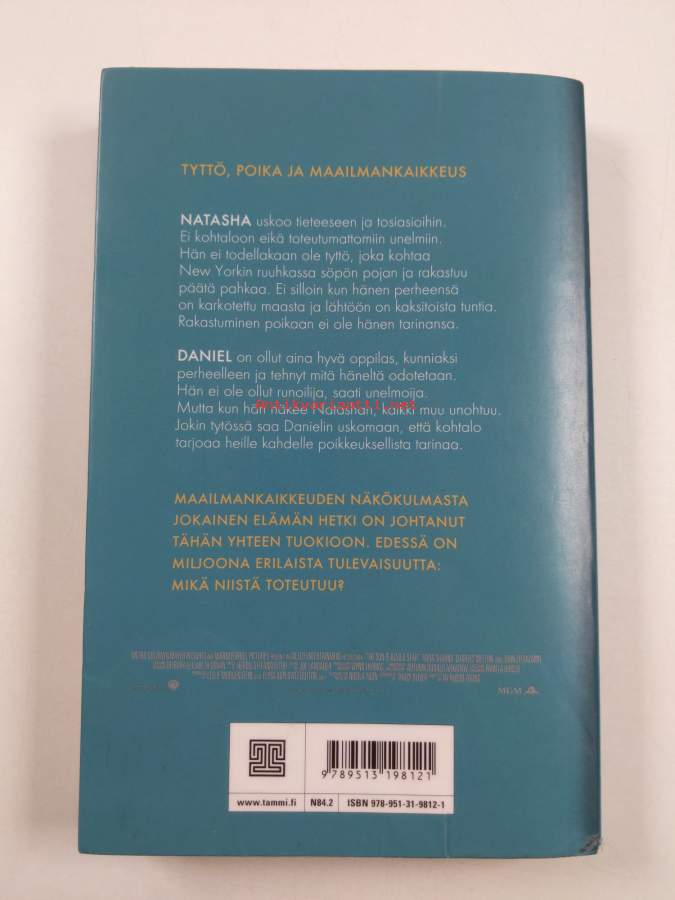 TYTTÖ, POIKA JA MAAILMANKAIKKEUS
NATASHA uskoo tieteeseen ja tosiasioihin.
Ei kohtaloon eikä toteutumattomiin unelmiin.
Hän ei todellakaan ole tyttö, joka kohtaa
New Yorkin ruuhkassa söpön pojan ja rakastuu
päätä pahkaa. Ei silloin kun hänen perheensä
on karkotettu maasta ja lähtöön on kaksitoista tuntia.
Rakastuminen poikaan ei ole hänen tarinansa.
DANIEL on ollut aina hyvä oppilas, kunniaksi
perheelleen ja tehnyt mitä häneltä odotetaan.
Hän ei ole ollut runoilija, saati unelmoija.
Antikvariaatti.net
Mutta kun hän näkee Natashan, kaikki muu unohtuu.
Jokin tytössä saa Danielin uskomaan, että kohtalo
tarjoaa heille kahdelle poikkeuksellista tarinaa.
MAAILMANKAIKKEUDEN NÄKÖKULMASTA
JOKAINEN ELÄMÄN HETKI ON JOHTANUT
TÄHÄN YHTEEN TUOKIOON. EDESSÄ ON
MILJOONA ERILAISTA TULEVAISUUTTA:
MIKÄ NIISTÄ TOTEUTUU?
MGM
9 789513 198121
www.tammi.fi N84.2 ISBN 978-951-31-9812-1